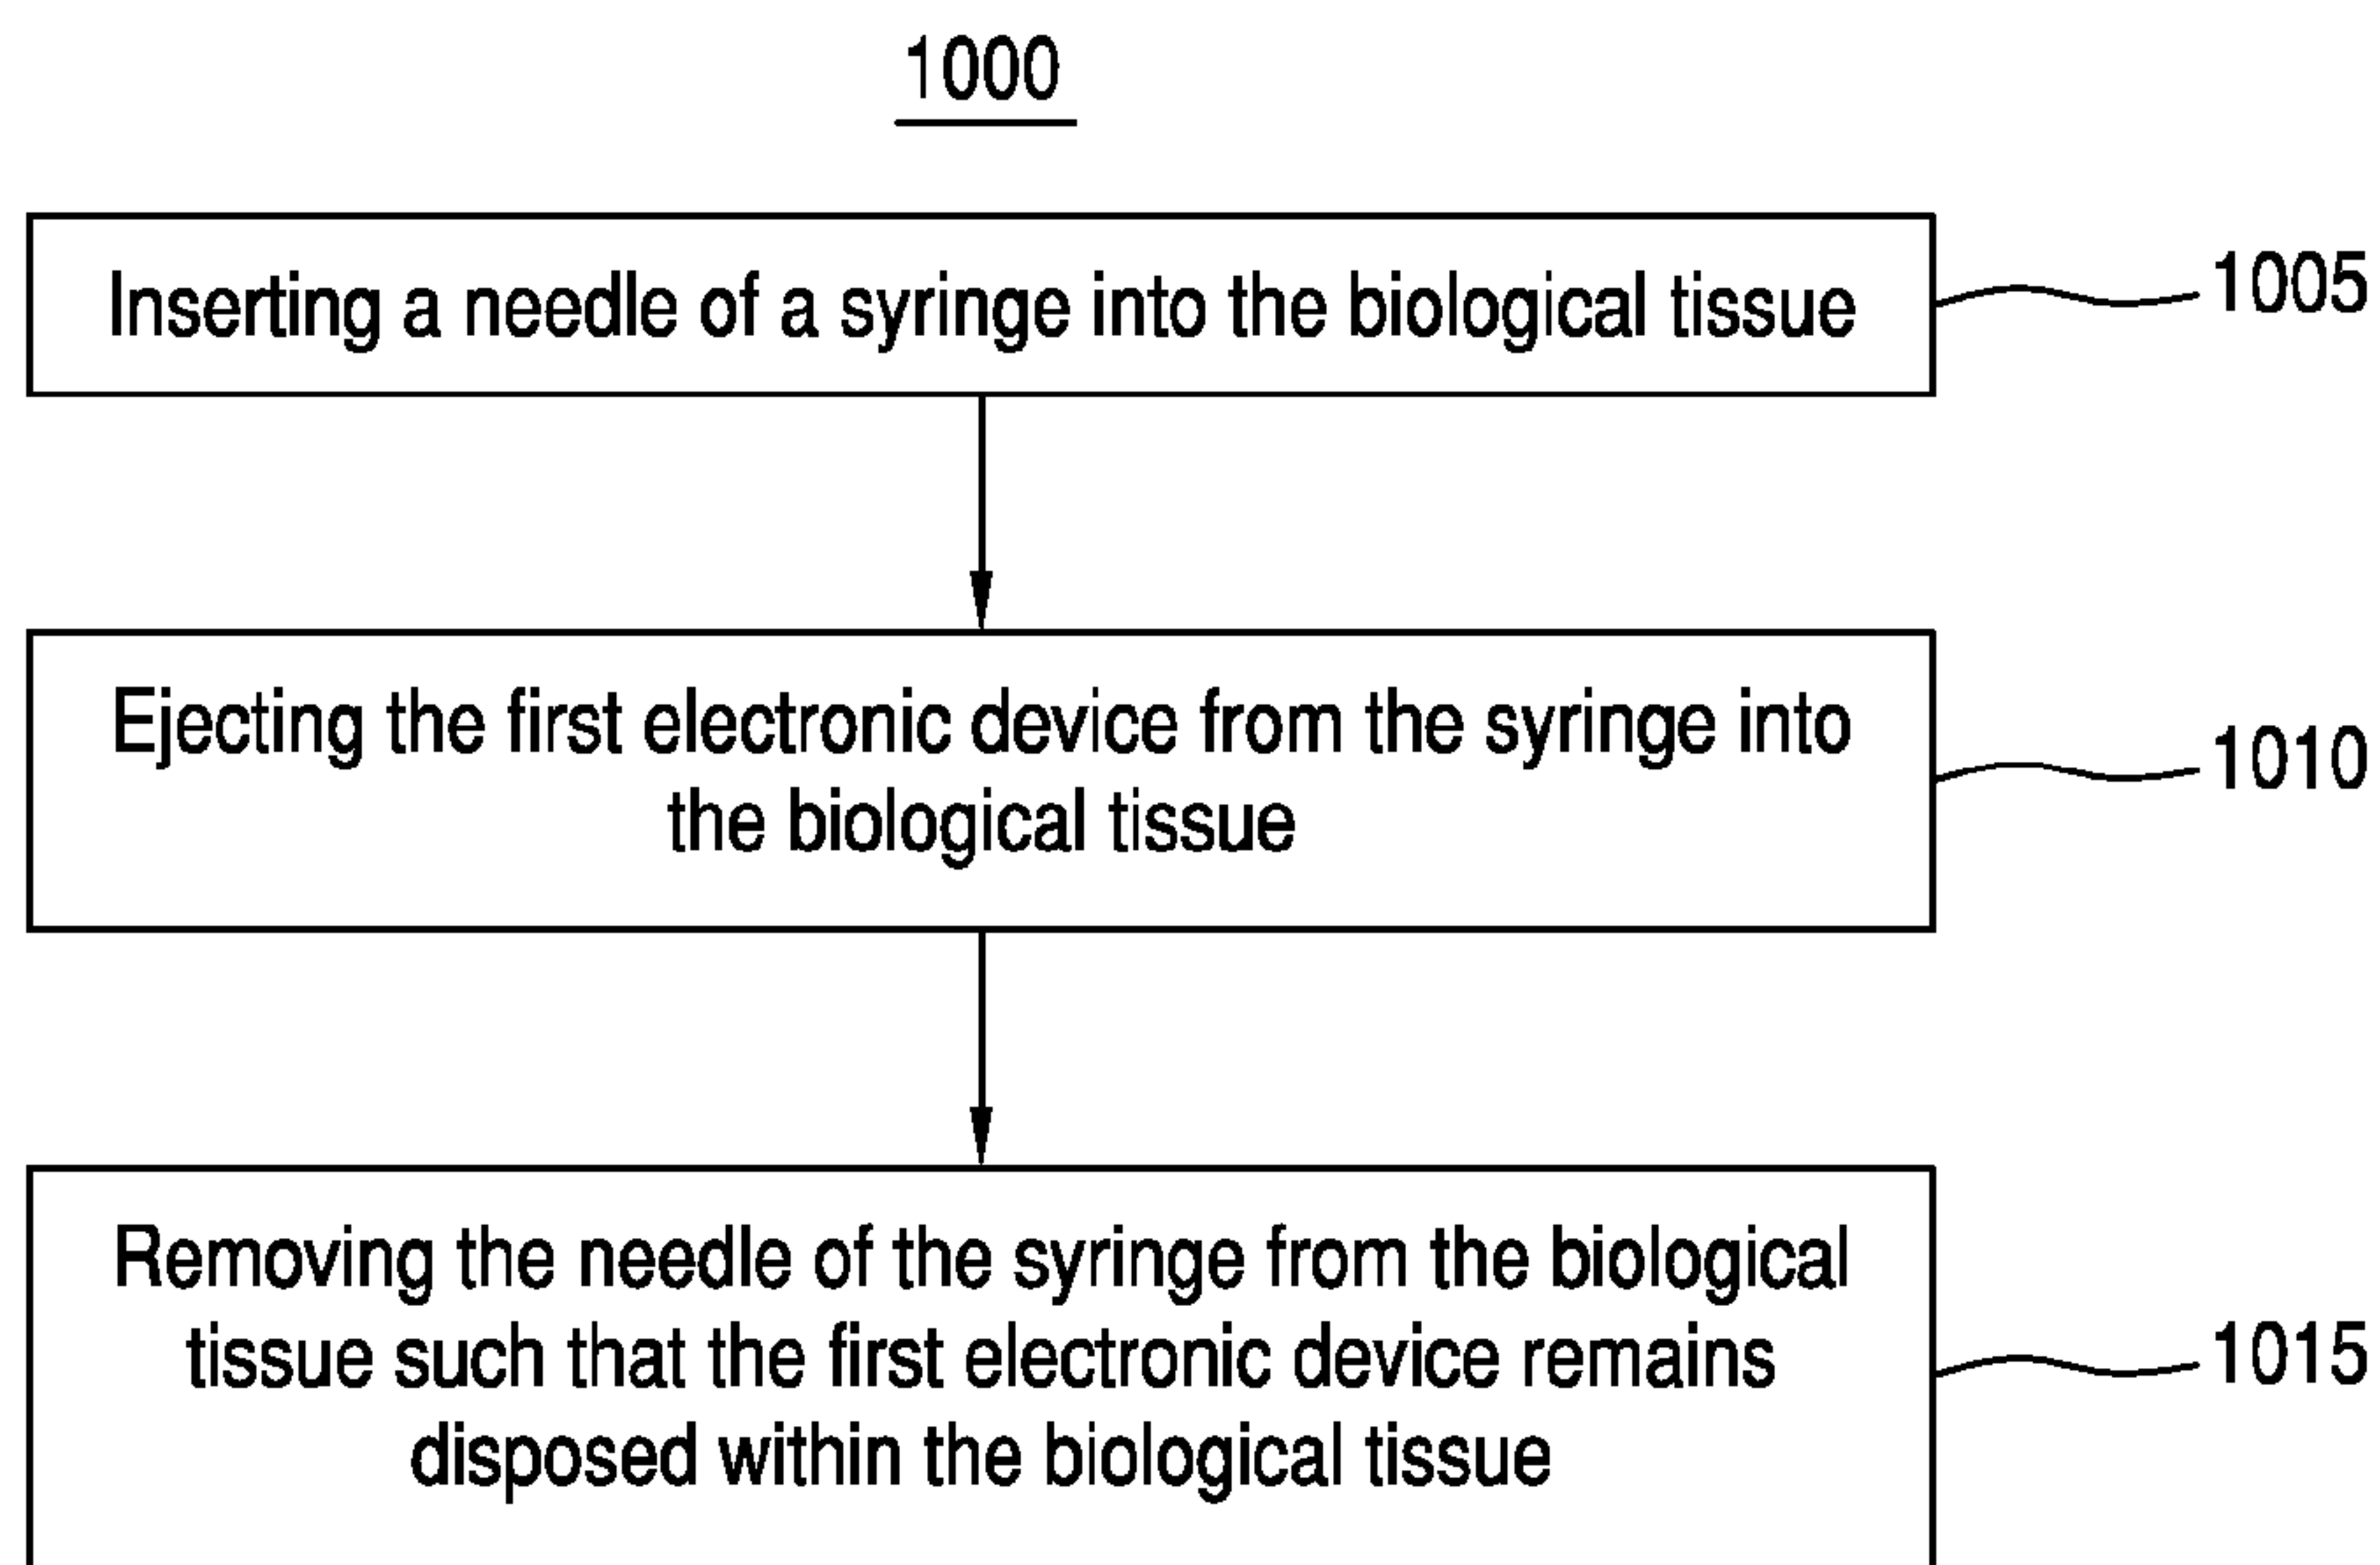 1000
Inserting a needle of a syringe into the biological tissue
1005
Ejecting the first electronic device from the syringe into
the biological tissue
1010
Removing the needle of the syringe from the biological
tissue such that the first electronic device remains
disposed within the biological tissue
1015